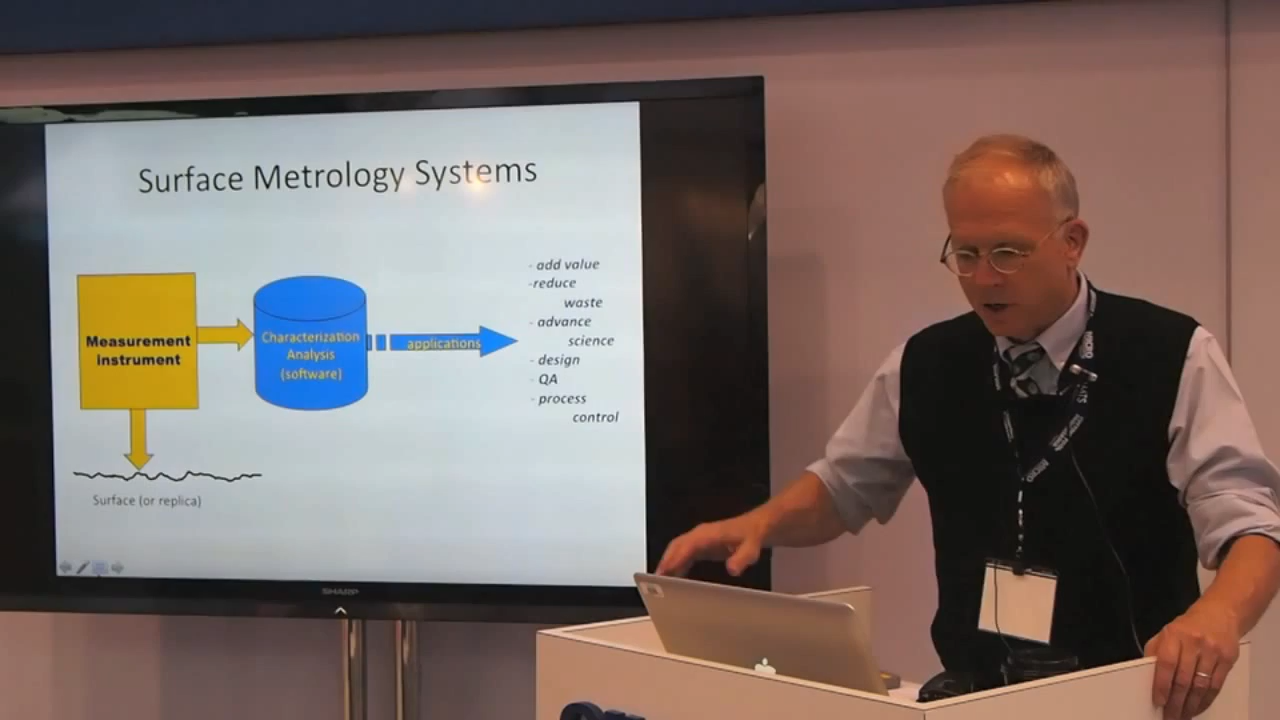 Surface Metrology Systems
Measurement
instrument
Characterization
Analysis
(software)
applications
- add value
-reduce
waste
- advance
science
- design
- QA
- process
control
Surface (or replica)
SHARP